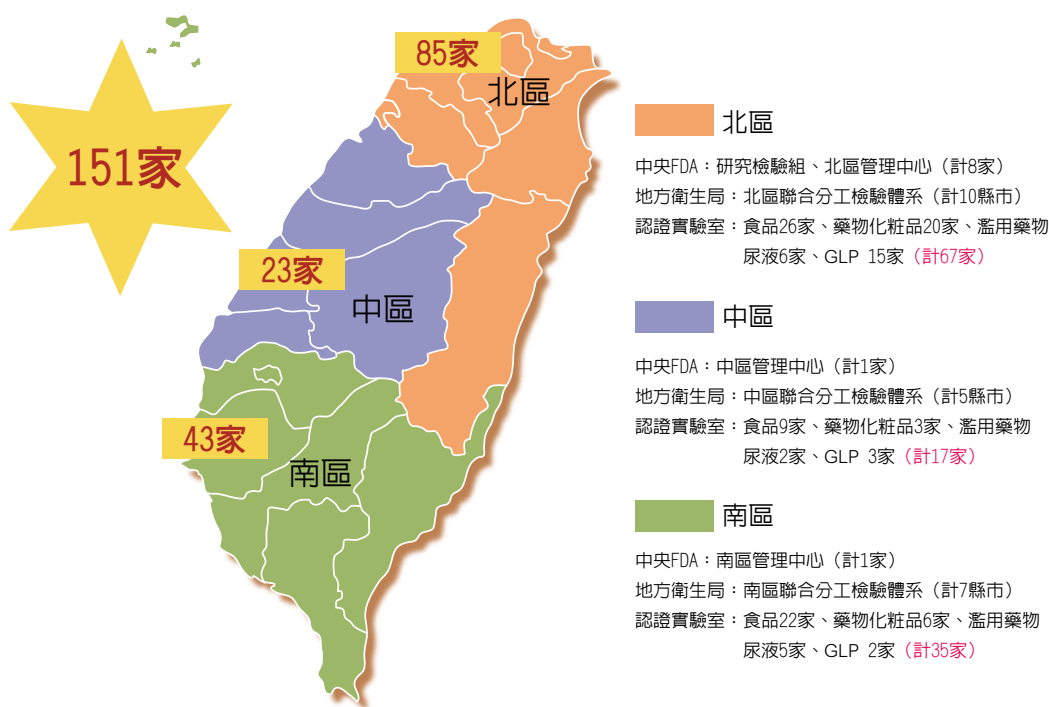 151家
85家
北區
23家
中區
43家
南區
北區
中央FDA：研究檢驗組、北區管理中心（計8家）
地方衛生局：北區聯合分工檢驗體系（計10縣市）
認證實驗室：食品26家、藥物化粧品20家、濫用藥物
尿液6家、GLP 15家（計67家）
中區
中央FDA：中區管理中心（計1家）
地方衛生局：中區聯合分工檢驗體系（計5縣市）
認證實驗室：食品9家、藥物化粧品3家、濫用藥物
尿液2家、GLP 3家（計17家）
南區
中央FDA：南區管理中心（計1家）
地方衛生局：南區聯合分工檢驗體系（計7縣市）
認證實驗室：食品22家、藥物化粧品6家、濫用藥物
尿液5家、GLP 2家（計35家）